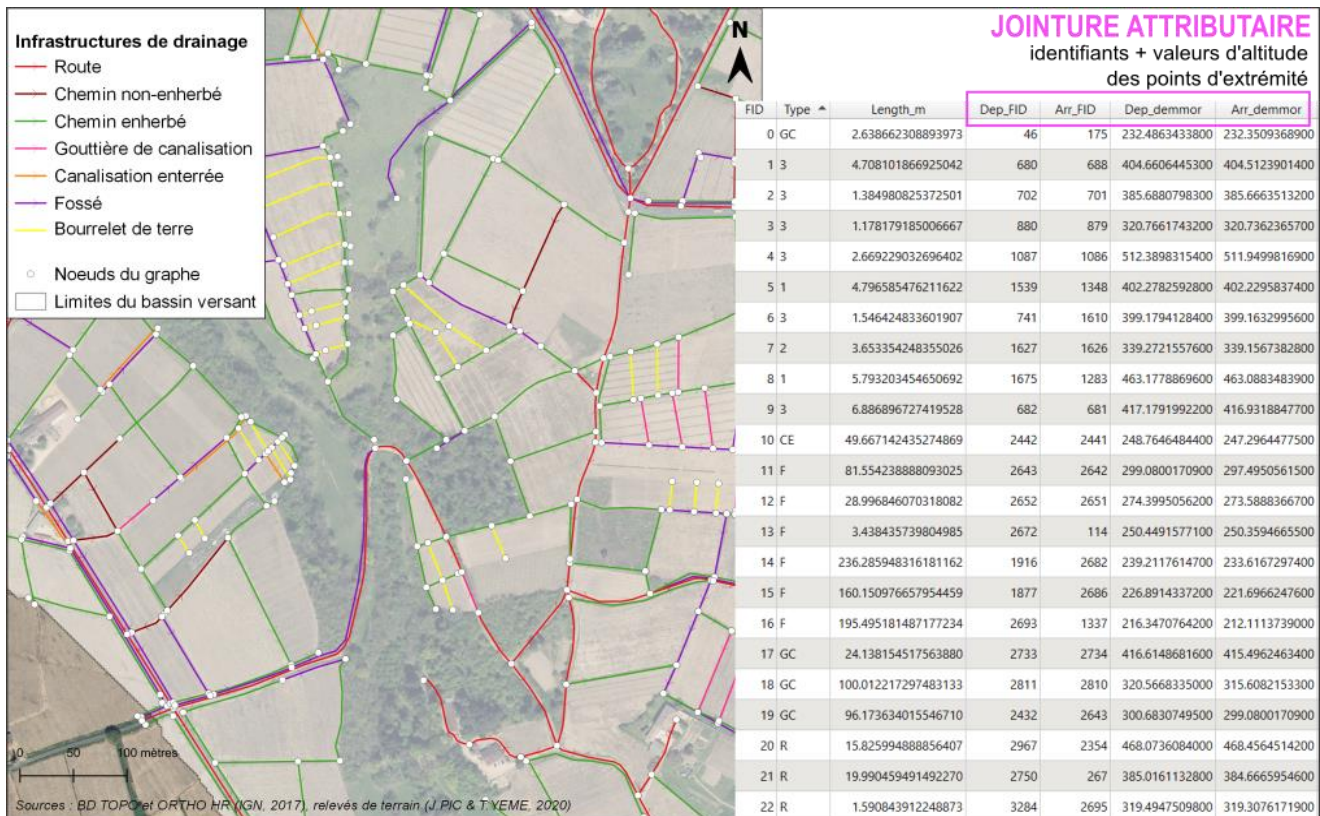 Infrastructures de drainage
Route
Chemin non-enherbé
Chemin enherbé
Gouttière de canalisation
Canalisation enterrée
Fossé
Bourrelet de terre
Noeuds du graphe
Limites du bassin versant
N
0 50 100 mètres
Sources : BD TOPO et ORTHO HR (IGN, 2017), relevés de terrain (J.PIC & T.YEME, 2020)
JOINTURE ATTRIBUTAIRE
identifiants + valeurs d'altitude
des points d'extrémité
FID Type Length_m Dep_FID Arr_FID Dep_demmor Arr_demmor
0 GC 2.638662308893973 46 175 232.4863433800 232.3509368900
1 3 4.708101866925042 680 688 404.6606445300 404.5123901400
2 3 1.384980825372501 702 701 385.6880798300 385.6663513200
3 3 1.178179185006667 880 879 320.7661743200 320.7362365700
4 3 2.669229032696402 1087 1086 512.3898315400 511.9499816900
5 1 4.796585476211622 1539 1348 402.2782592800 402.2295837400
6 3 1.546424833601907 741 1610 399.1794128400 399.1632995600
7 2 3.653354248355026 1627 1626 339.2721557600 339.1567382800
8 1 5.793203454650692 1675 1283 463.1778869600 463.0883483900
9 3 6.886896727419528 682 681 417.1791992200 416.9318847700
10 CE 49.667142435274869 2442 2441 248.7646484400 247.2964477500
11 F 81.554238888093025 2643 2642 299.0800170900 297.4950561500
12 F 28.996846070318082 2652 2651 274.3995056200 273.5888366700
13 F 3.438435739804985 2672 114 250.4491577100 250.3594665500
14 F 236.285948316181162 1916 2682 239.2117614700 233.6167297400
15 F 160.150976657954459 1877 2686 226.8914337200 221.6966247600
16 F 195.495181487177234 2693 1337 216.3470764200 212.1113739000
17 GC 24.138154517563880 2733 2734 416.6148681600 415.4962463400
18 GC 100.012217297483133 2811 2810 320.5668335000 315.6082153300
19 GC 96.173634015546710 2432 2643 300.6830749500 299.0800170900
20 R 15.825994888856407 2967 2354 468.0736084000 468.4564514200
21 R 19.990459491492270 2750 267 385.0161132800 384.6665954600
22 R 1.590843912248873 3284 2695 319.4947509800 319.3076171900